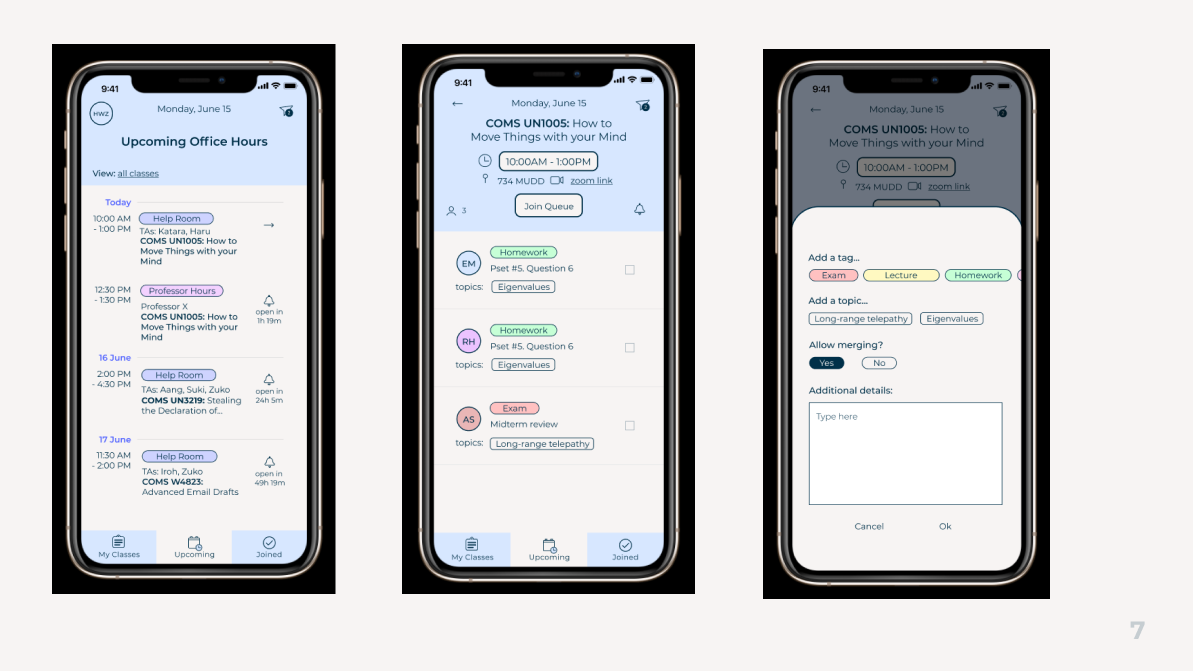 9:41
HWZ
Monday, June 15
2
Upcoming Office Hours
View: all classes
Today
10:00 AM
- 1:00 PM
Help Room
TAs: Katara, Haru
COMS UN1005: How to
Move Things with your
Mind
12:30 PM
- 1:30 PM
Professor Hours
Professor X
COMS UN1005: How to
Move Things with your
Mind
open in
1h 19m
16 June
2:00 PM
- 4:30 PM
Help Room
TAs: Aang, Suki, Zuko
COMS UN3219: Stealing
the Declaration of...
open in
24h 5m
17 June
11:30 AM
- 2:00 PM
Help Room
TAs: Iroh, Zuko
COMS W4823:
Advanced Email Drafts
open in
49h 19m
My Classes
Upcoming
Joined
9:41
←
Monday, June 15
COMS UN1005: How to
Move Things with your Mind
10:00AM - 1:00PM
734 MUDD
zoom link
Join Queue
3
EM
Homework
Pset #5. Question 6
topics: Eigenvalues
RH
Homework
Pset #5. Question 6
topics: Eigenvalues
AS
Exam
Midterm review
topics: Long-range telepathy
My Classes
Upcoming
Joined
9:41
←
Monday, June 15
COMS UN1005: How to
Move Things with your Mind
10:00AM - 1:00PM
734 MUDD
zoom link
Add a tag...
Exam
Lecture
Homework
Add a topic...
Long-range telepathy
Eigenvalues
Allow merging?
Yes
No
Additional details:
Type here
Cancel
Ok
7